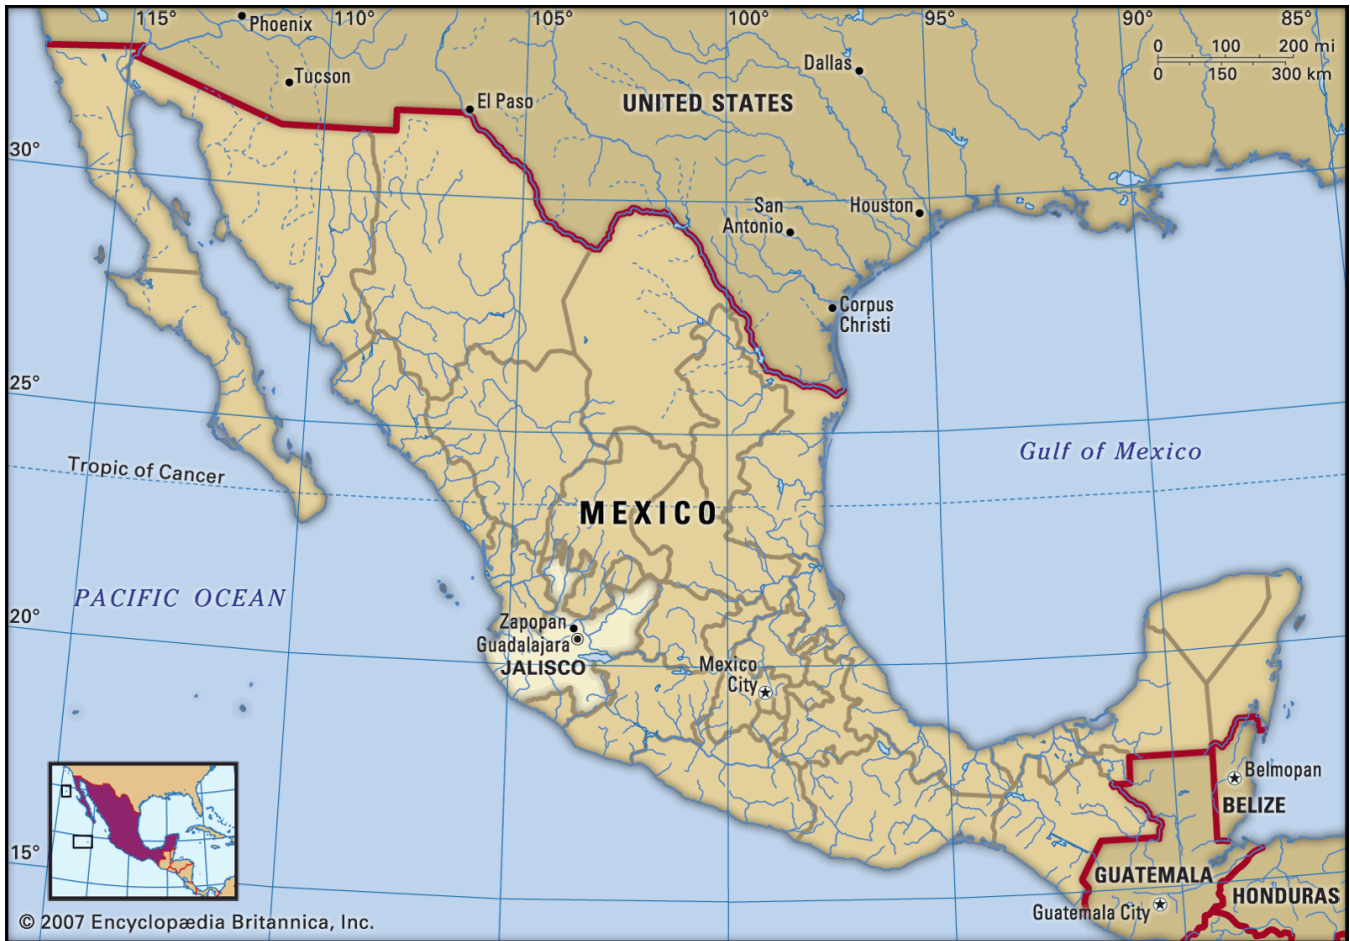 115°
110°
105°
100°
95°
90°
85°
Phoenix
0 100 200 mi
0 150 300 km
Tucson
Dallas
El Paso
UNITED STATES
30°
San
Antonio
Houston
Corpus
Christi
25°
Gulf of Mexico
Tropic of Cancer
MEXICO
PACIFIC OCEAN
20°
Zapopan
Guadalajara
JALISCO
Mexico
City
Belmopan
BELIZE
15°
GUATEMALA
HONDURAS
Guatemala City
© 2007 Encyclopædia Britannica, Inc.